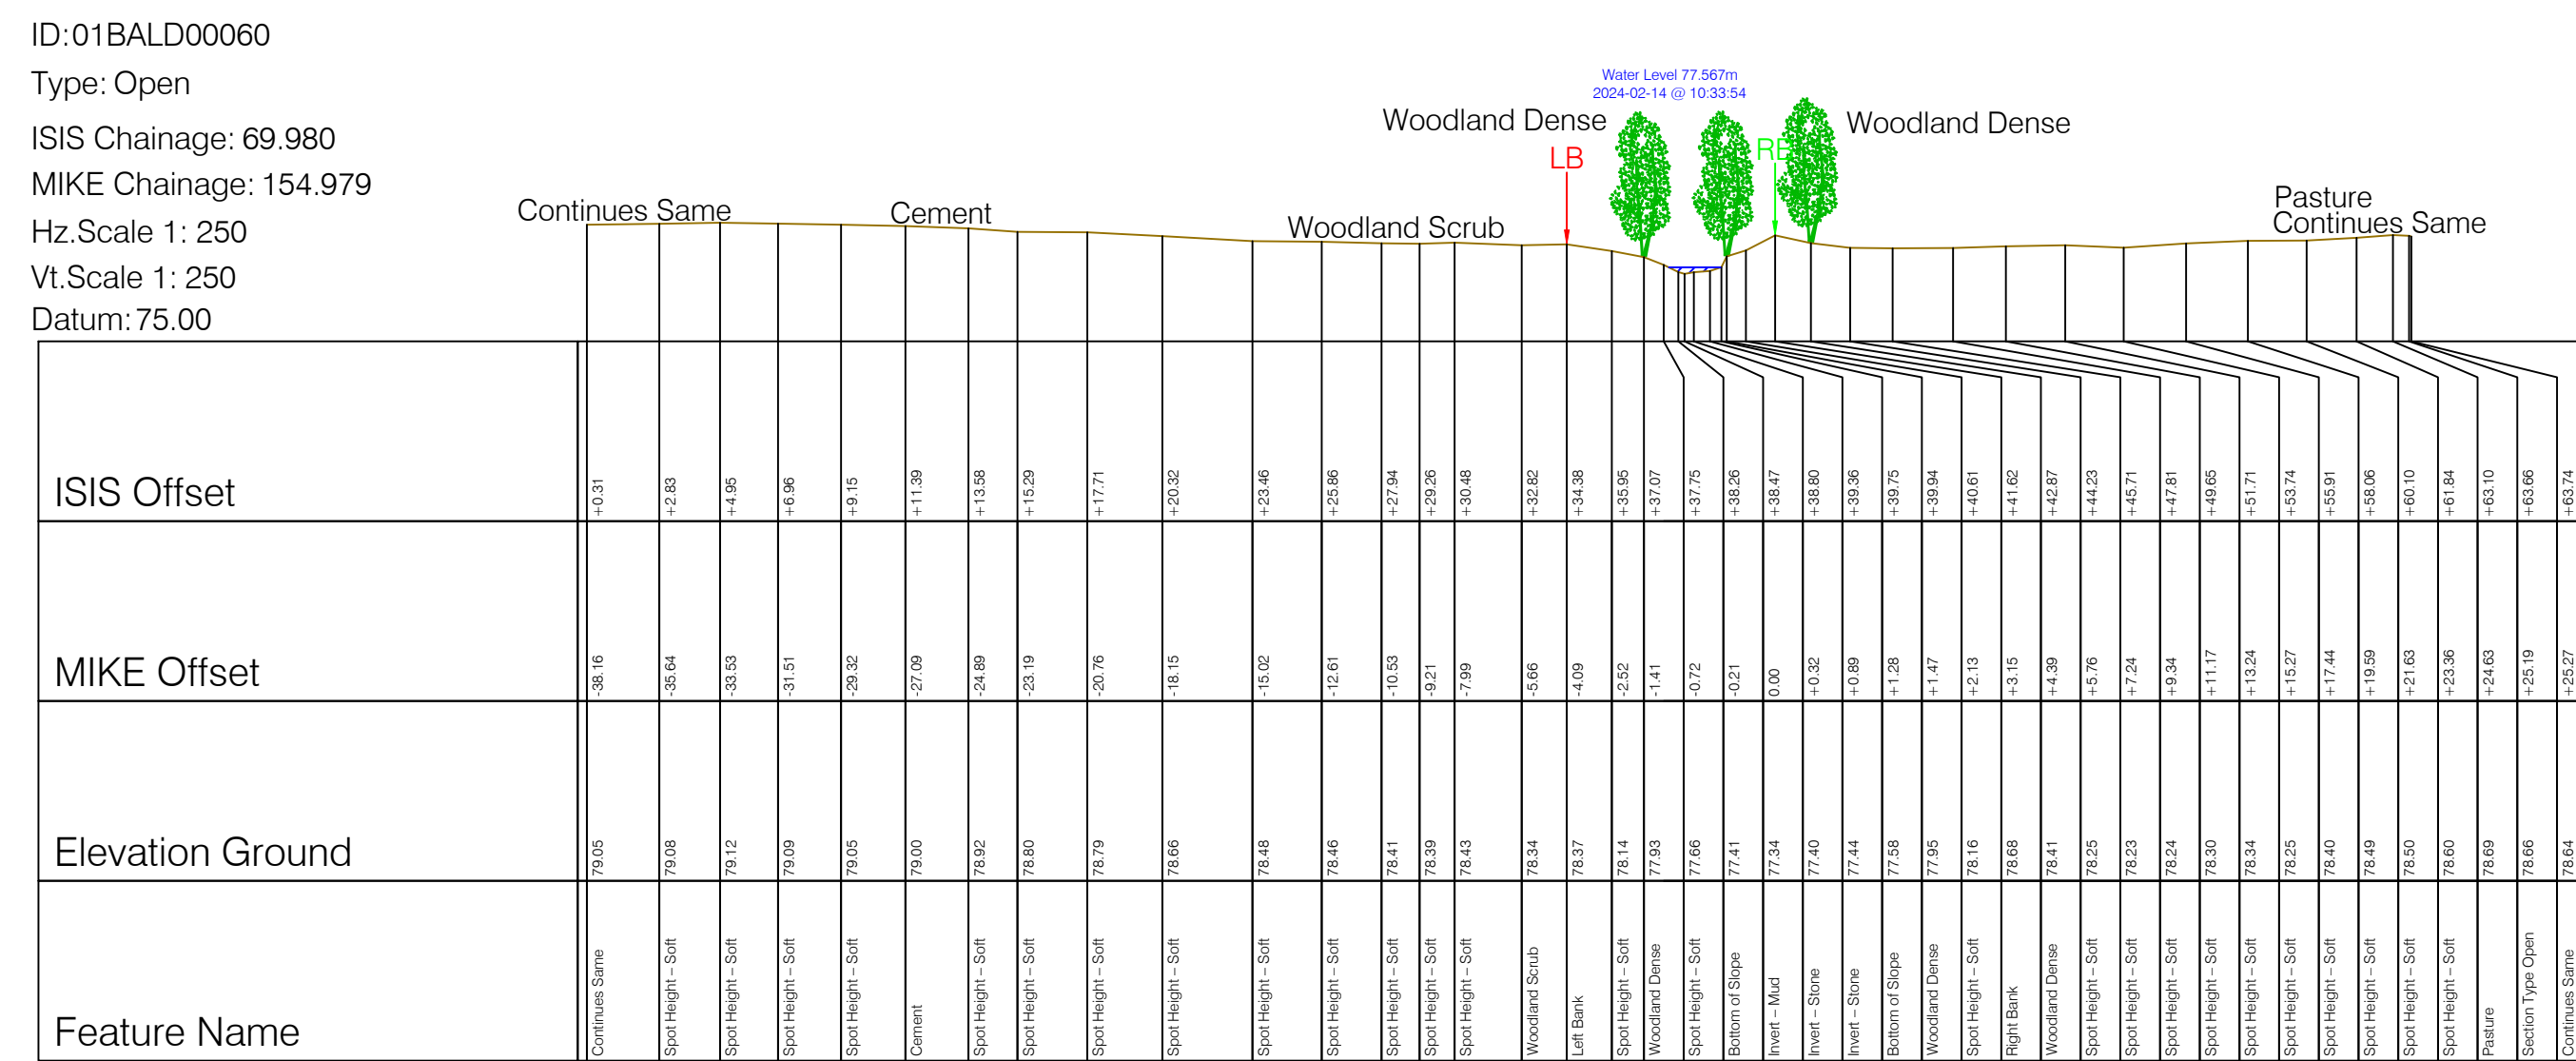 ID:01BALD00060
Type: Open
ISIS Chainage: 69.980
MIKE Chainage: 154.979
Hz.Scale 1: 250
Vt.Scale 1: 250
Datum: 75.00
Water Level 77.567m
2024-02-14 @ 10:33:54
Woodland Dense
Woodland Dense
LB
RB
Continues Same
Cement
Woodland Scrub
Pasture
Continues Same
ISIS Offset
+0.31 +2.83 +4.95 +6.96 +9.15 +11.39 +13.58 +15.29 +17.71 +20.32 +23.46 +25.86 +27.94 +29.26 +30.48 +32.82 +34.38 +35.95 +37.07 +37.75 +38.26 +38.47 +38.80 +39.36 +39.75 +39.94 +40.61 +41.62 +42.87 +44.23 +45.71 +47.81 +49.65 +51.71 +53.74 +55.91 +58.06 +60.10 +61.84 +63.10 +63.66 +63.74
MIKE Offset
-38.16 -35.64 -33.53 -31.51 -29.32 -27.09 -24.89 -23.19 -20.76 -18.15 -15.02 -12.61 -10.53 -9.21 -7.99 -5.66 -4.09 -2.52 -1.41 -0.72 -0.21 0.00 +0.32 +0.89 +1.28 +1.47 +2.13 +3.15 +4.39 +5.76 +7.24 +9.34 +11.17 +13.24 +15.27 +17.44 +19.59 +21.63 +23.36 +24.63 +25.19 +25.27
Elevation Ground
79.05 79.08 79.12 79.09 79.05 79.00 78.92 78.80 78.79 78.66 78.48 78.46 78.41 78.39 78.43 78.34 78.37 78.14 77.93 77.66 77.41 77.34 77.40 77.44 77.58 77.95 78.16 78.68 78.41 78.25 78.23 78.24 78.30 78.34 78.25 78.40 78.49 78.50 78.60 78.69 78.66 78.64
Feature Name
Continues Same
Spot Height – Soft
Spot Height – Soft
Spot Height – Soft
Spot Height – Soft
Cement
Spot Height – Soft
Spot Height – Soft
Spot Height – Soft
Spot Height – Soft
Spot Height – Soft
Spot Height – Soft
Spot Height – Soft
Spot Height – Soft
Spot Height – Soft
Woodland Scrub
Left Bank
Spot Height – Soft
Woodland Dense
Spot Height – Soft
Bottom of Slope
Invert – Mud
Invert – Stone
Invert – Stone
Bottom of Slope
Woodland Dense
Spot Height – Soft
Right Bank
Woodland Dense
Spot Height – Soft
Spot Height – Soft
Spot Height – Soft
Spot Height – Soft
Spot Height – Soft
Spot Height – Soft
Spot Height – Soft
Spot Height – Soft
Spot Height – Soft
Spot Height – Soft
Pasture
Section Type Open
Continues Same